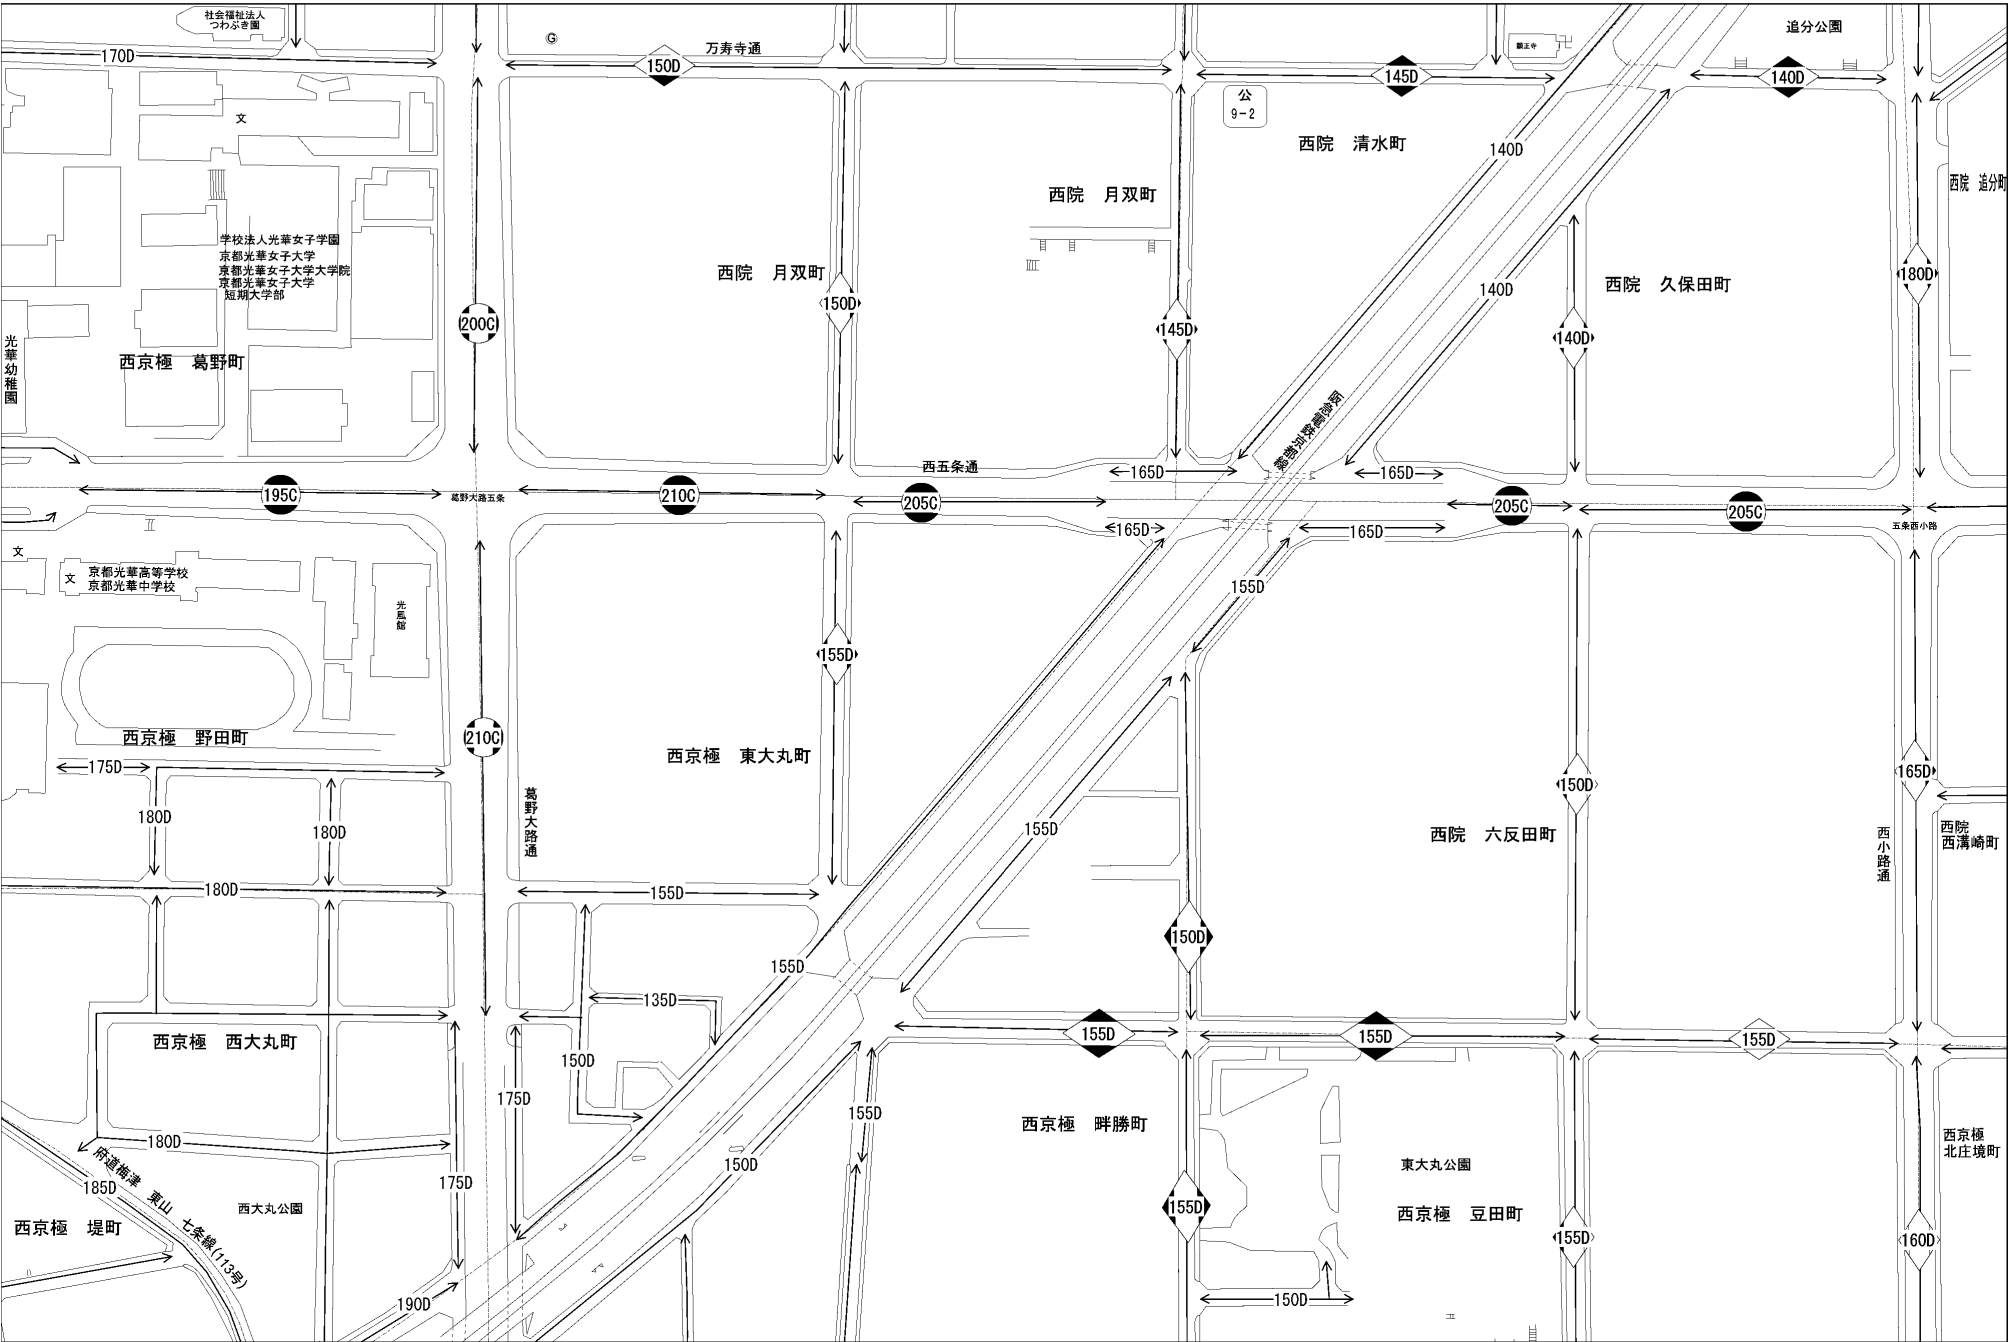 社会福祉法人
つわぶき園
G
万寿寺通
願正寺
追分公園
170D
150D
145D
140D
公
9-2
文
西院 清水町
140D
西院 月双町
西院 追分町
学校法人光華女子学園
京都光華女子大学
京都光華女子大学大学院
京都光華女子大学
短期大学部
西院 月双町
西院 久保田町
180D
140D
150D
200C
145D
140D
光華幼稚園
西京極 葛野町
阪急電鉄京都線
西五条通
165D
165D
195C
葛野大路五条
210C
205C
205C
205C
五条西小路
165D
165D
文
文
京都光華高等学校
京都光華中学校
光風館
155D
155D
西京極 野田町
210C
西京極 東大丸町
175D
150D
165D
葛野大路通
180D
180D
155D
西院 六反田町
西小路通
西院
西溝崎町
180D
155D
150D
155D
135D
西京極 西大丸町
150D
155D
155D
155D
175D
155D
西京極 畔勝町
180D
府道梅津 東山 七条線(113号)
150D
西京極
北庄境町
東大丸公園
185D
175D
西大丸公園
155D
西京極 豆田町
西京極 堤町
155D
160D
190D
150D